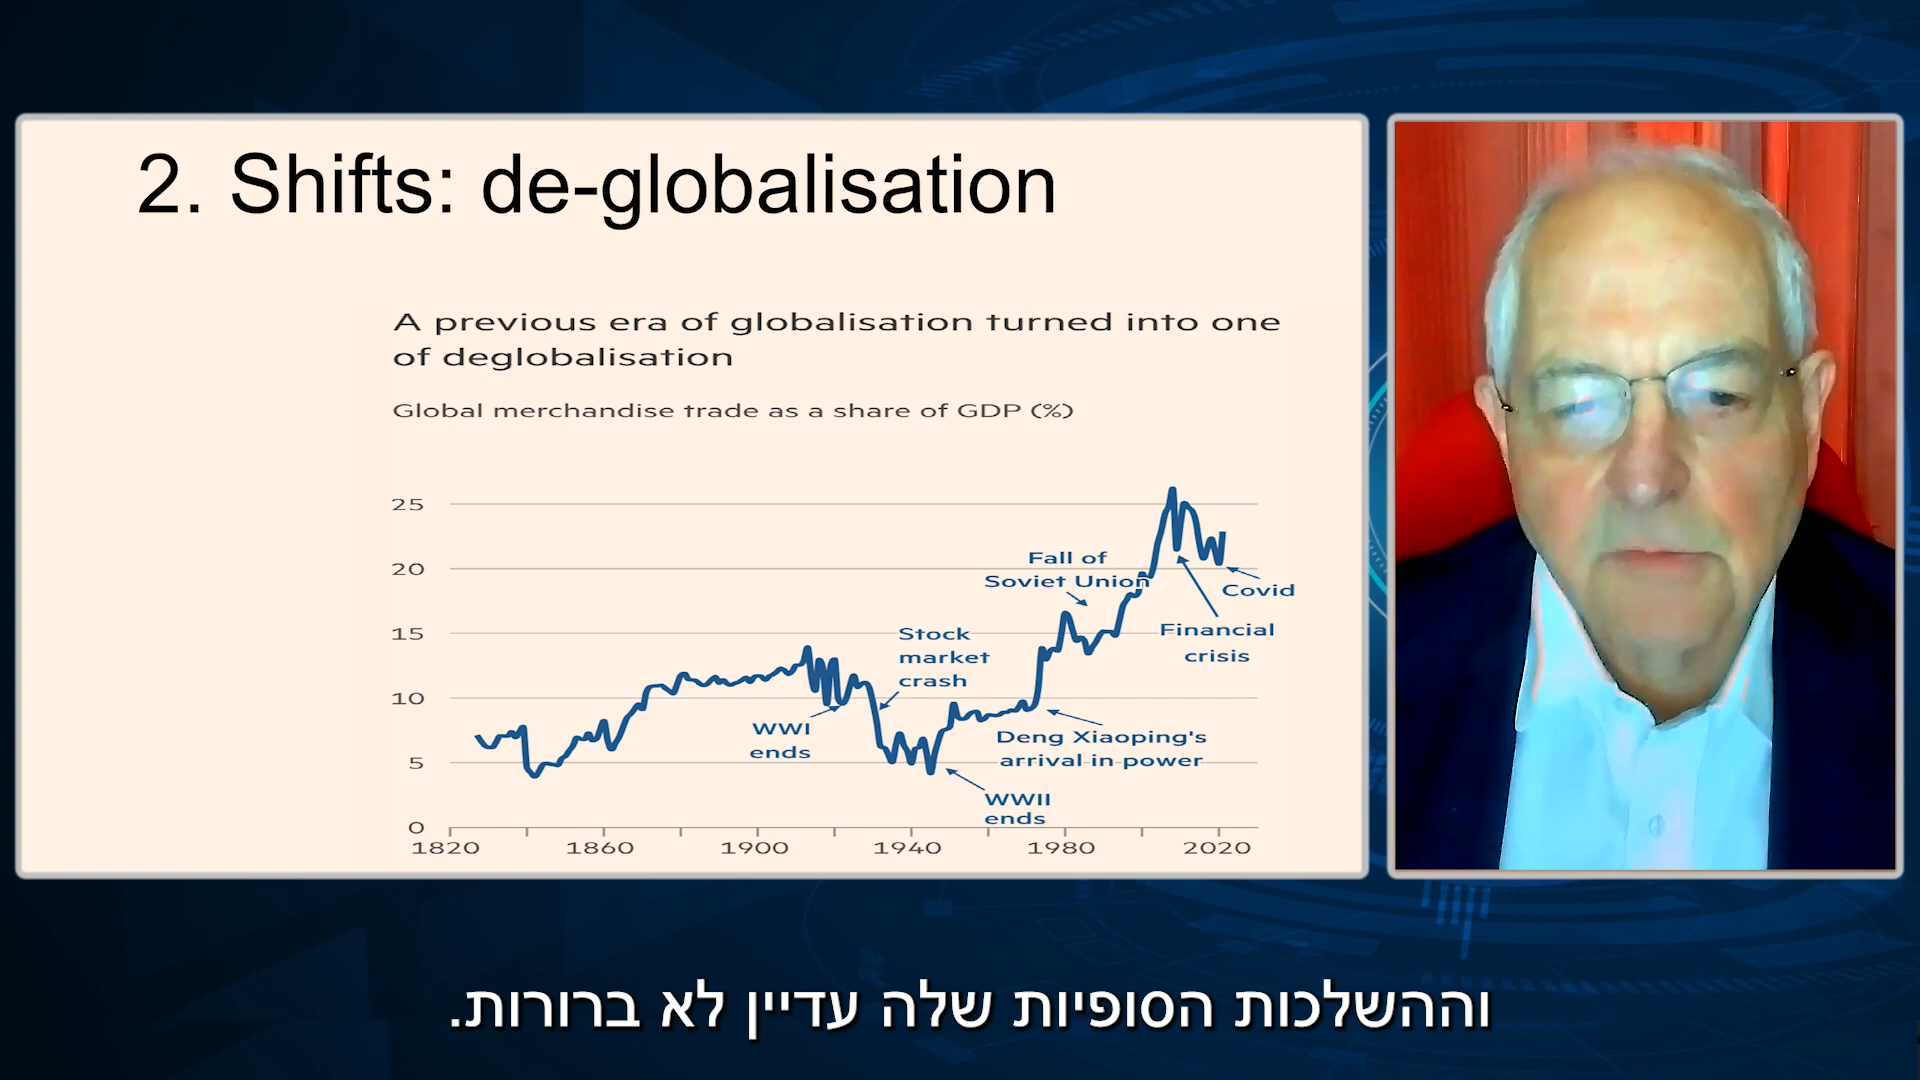 2. Shifts: de-globalisation
A previous era of globalisation turned into one
of deglobalisation
Global merchandise trade as a share of GDP (%)
25
20
15
10
5
0
Fall of
Soviet Union
Covid
Financial
crisis
Stock
market
crash
WWI
ends
Deng Xiaoping's
arrival in power
WWII
ends
1820
1860
1900
1940
1980
2020
וההשלכות הסופיות שלה עדיין לא ברורות.